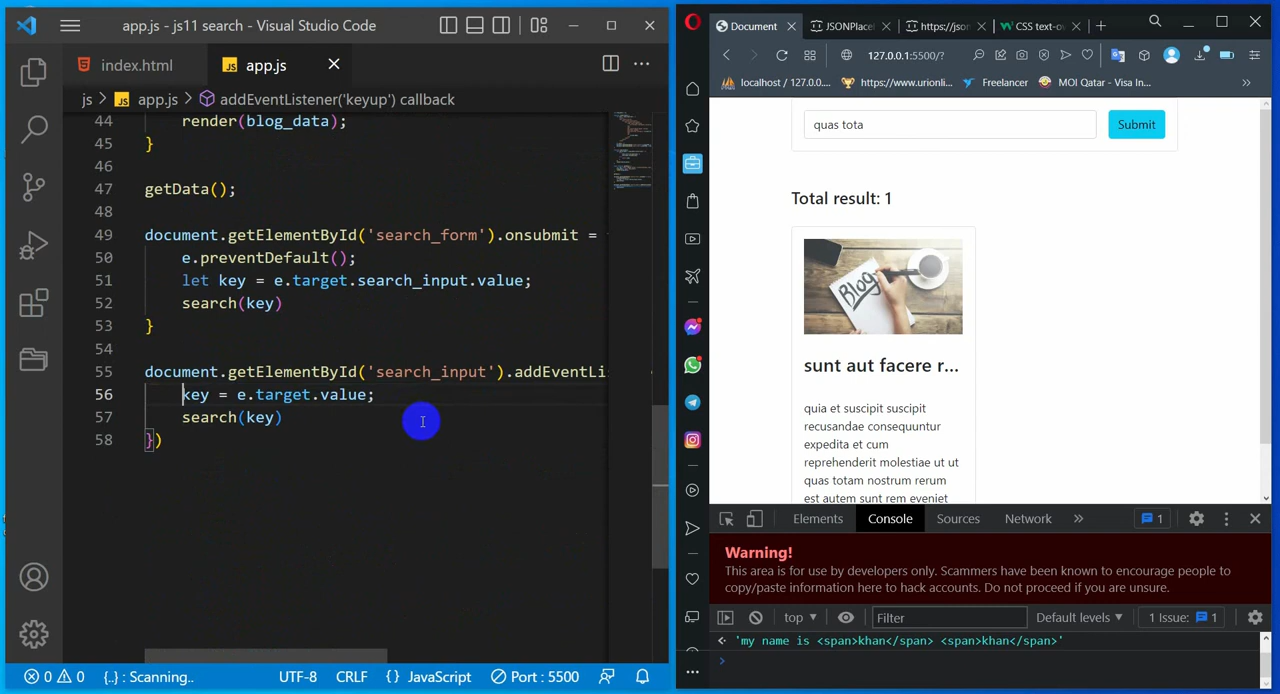 app.js - js11 search - Visual Studio Code
index.html
JS app.js
js > JS app.js > addEventListener('keyup') callback
44 render(blog_data);
45 }
46
47 getData();
48
49 document.getElementById('search_form').onsubmit =
50 e.preventDefault();
51 let key = e.target.search_input.value;
52 search(key)
53 }
54
55 document.getElementById('search_input').addEventLi
56 key = e.target.value;
57 search(key)
58 })
0 0 {..} : Scanning.. UTF-8 CRLF {} JavaScript Port : 5500
Document
JSONPlace
https://json
CSS text-ov
127.0.0.1:5500/?
localhost / 127.0....
https://www.urionli...
Freelancer
MOI Qatar - Visa In...
quas tota
Submit
Total result: 1
Blog
sunt aut facere r...
quia et suscipit suscipit
recusandae consequuntur
expedita et cum
reprehenderit molestiae ut ut
quas totam nostrum rerum
est autem sunt rem eveniet
Elements Console Sources Network 1
Warning!
This area is for use by developers only. Scammers have been known to encourage people to
copy/paste information here to hack accounts. Do not proceed if you are unsure.
top Filter Default levels 1 Issue: 1
'my name is <span>khan</span> <span>khan</span>'